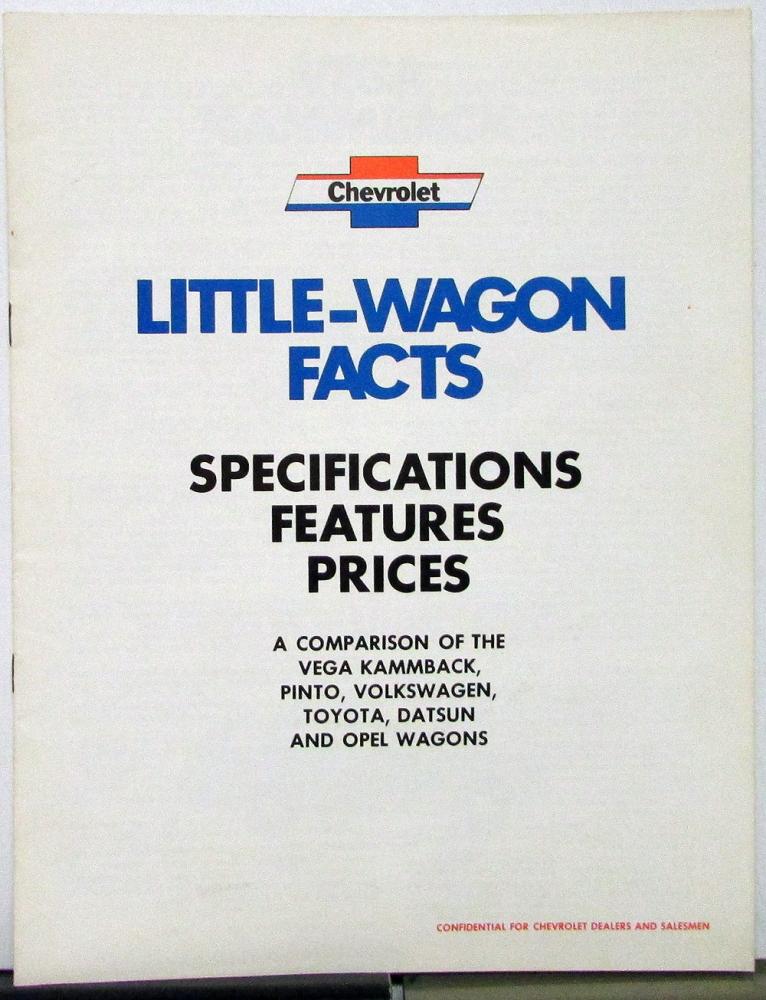 Chevrolet
LITTLE-WAGON
FACTS
SPECIFICATIONS
FEATURES
PRICES
A COMPARISON OF THE
VEGA KAMMBACK,
PINTO, VOLKSWAGEN,
TOYOTA, DATSUN
AND OPEL WAGONS
CONFIDENTIAL FOR CHEVROLET DEALERS AND SALESMEN